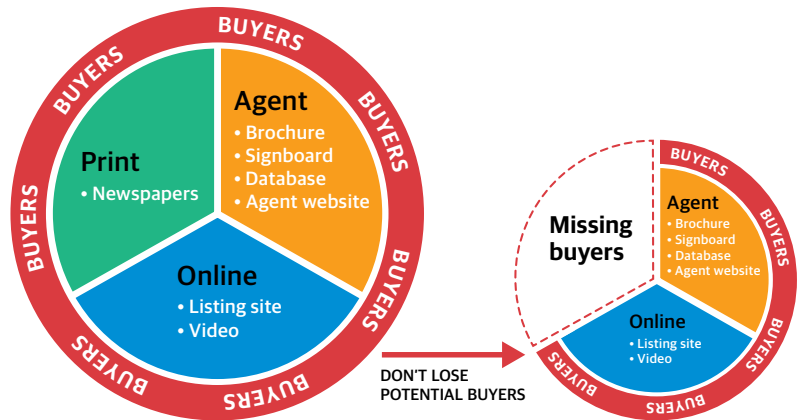 BUYERS
BUYERS
BUYERS
BUYERS
BUYERS
BUYERS
BUYERS
BUYERS
Print
• Newspapers
Agent
• Brochure
• Signboard
• Database
• Agent website
Online
• Listing site
• Video
DON'T LOSE
POTENTIAL BUYERS
Missing
buyers
BUYERS
BUYERS
BUYERS
BUYERS
BUYERS
Agent
• Brochure
• Signboard
• Database
• Agent website
Online
• Listing site
• Video